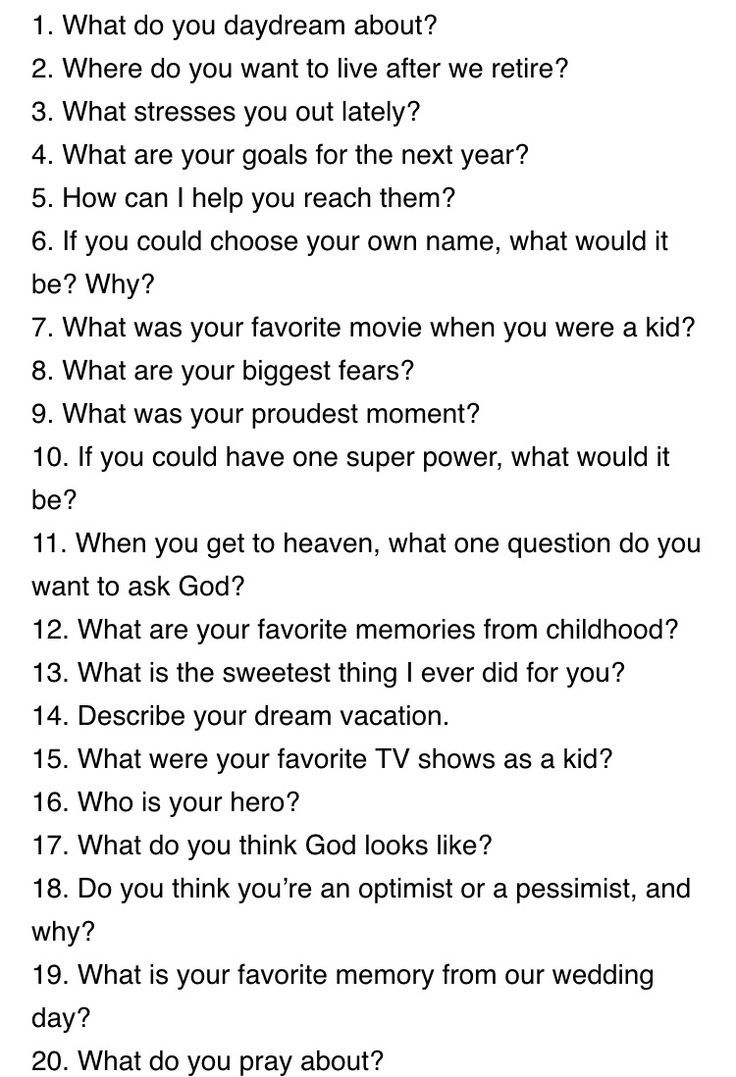 1. What do you daydream about?
2. Where do you want to live after we retire?
3. What stresses you out lately?
4. What are your goals for the next year?
5. How can I help you reach them?
6. If you could choose your own name, what would it
be? Why?
7. What was your favorite movie when you were a kid?
8. What are your biggest fears?
9. What was your proudest moment?
10. If you could have one super power, what would it
be?
11. When you get to heaven, what one question do you
want to ask God?
12. What are your favorite memories from childhood?
13. What is the sweetest thing I ever did for you?
14. Describe your dream vacation.
15. What were your favorite TV shows as a kid?
16. Who is your hero?
17. What do you think God looks like?
18. Do you think you’re an optimist or a pessimist, and
why?
19. What is your favorite memory from our wedding
day?
20. What do you pray about?